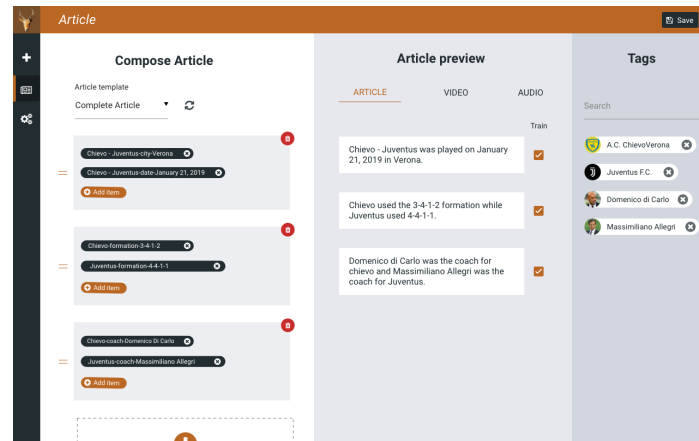 Article
Save
Compose Article
Article template
Complete Article
Chievo - Juventus-city-Verona
Chievo - Juventus-date-January 21, 2019
Add item
Chievo-formation-3-4-1-2
Juventus-formation-4-4-1-1
Add item
Chievo-coach-Domenico Di Carlo
Juventus-coach-Massimiliano Allegri
Add item
Article preview
ARTICLE
VIDEO
AUDIO
Train
Chievo - Juventus was played on January
21, 2019 in Verona.
Chievo used the 3-4-1-2 formation while
Juventus used 4-4-1-1.
Domenico di Carlo was the coach for
chievo and Massimiliano Allegri was the
coach for Juventus.
Tags
Search
A.C. ChievoVerona
Juventus F.C.
Domenico di Carlo
Massimiliano Allegri